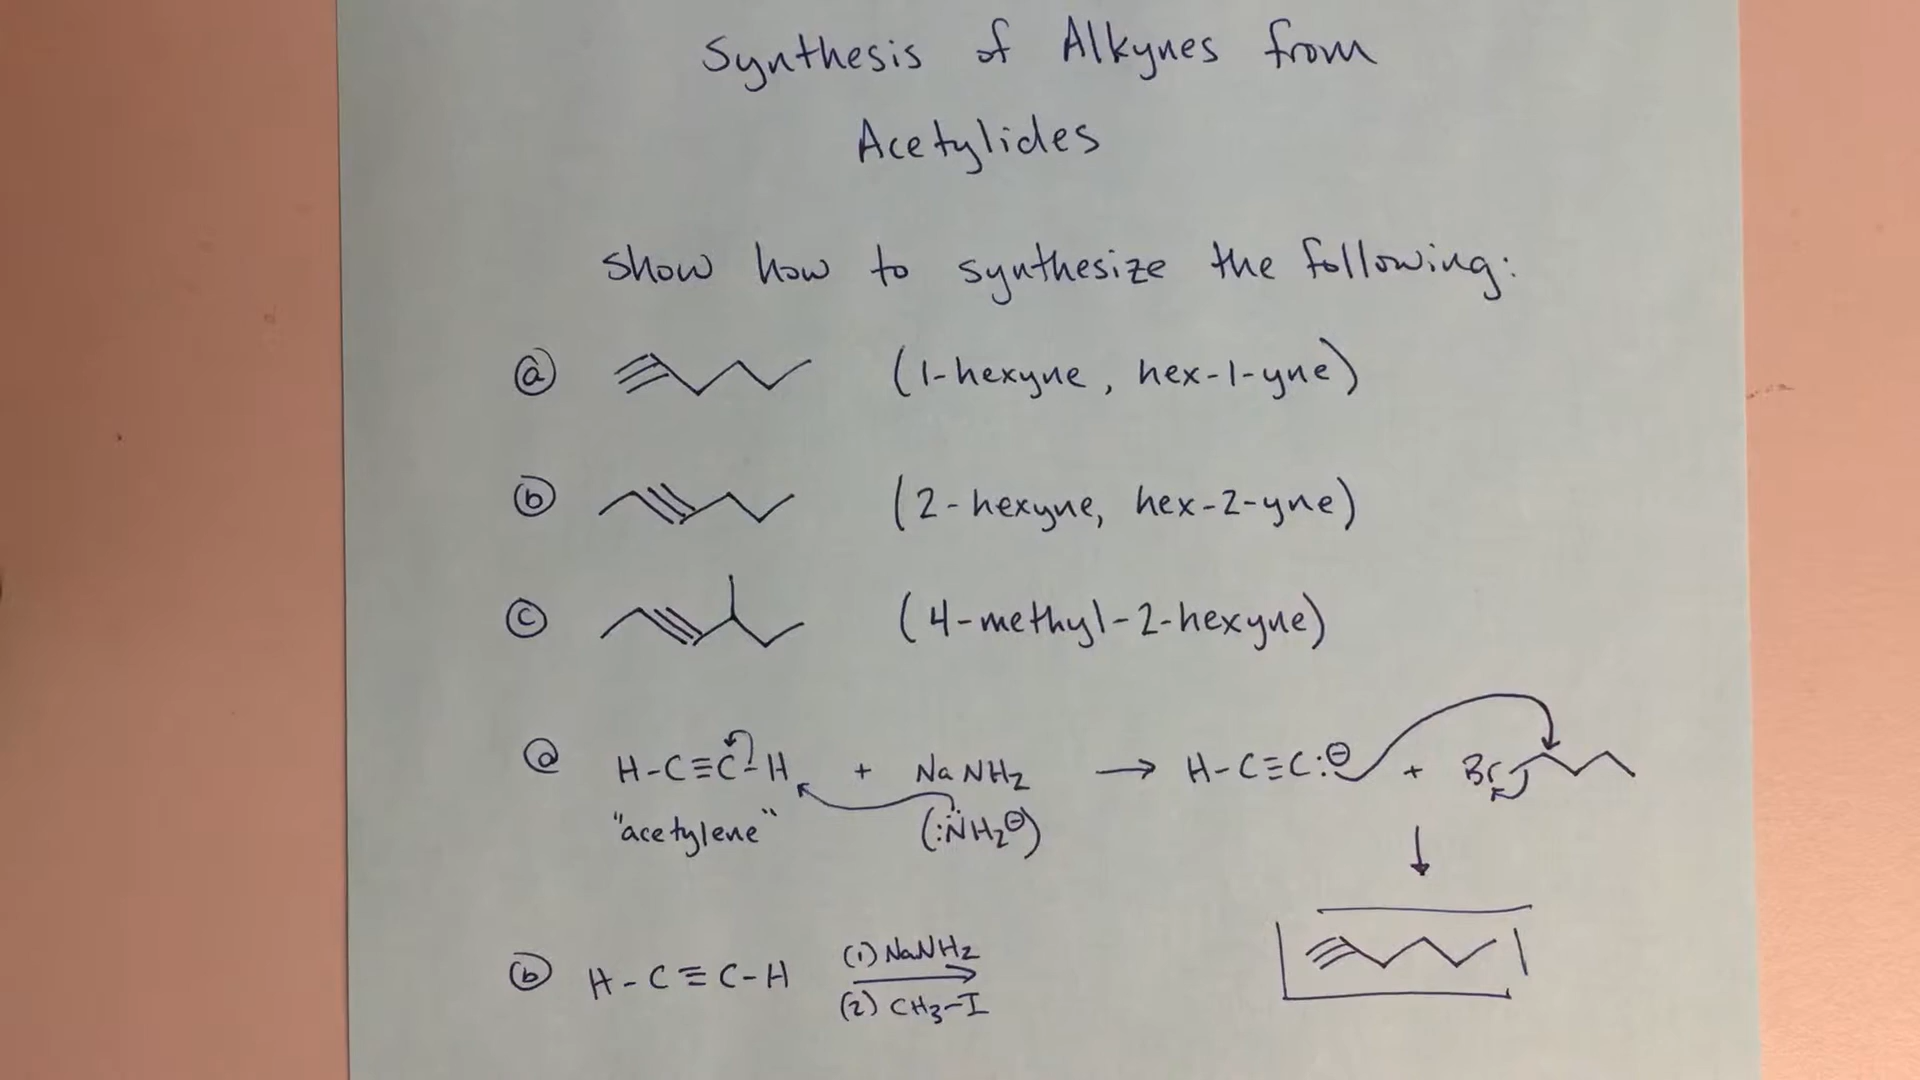 Synthesis of Alkynes from
Acetylides
Show how to synthesize the following:
ⓐ (1-hexyne, hex-1-yne)
ⓑ (2-hexyne, hex-2-yne)
ⓒ (4-methyl-2-hexyne)
ⓐ H-C≡C-H + NaNH₂ → H-C≡C:⊖ + Br
"acetylene" (:N̈H₂⊖)
ⓑ H-C≡C-H (1) NaNH₂
(2) CH₃-I